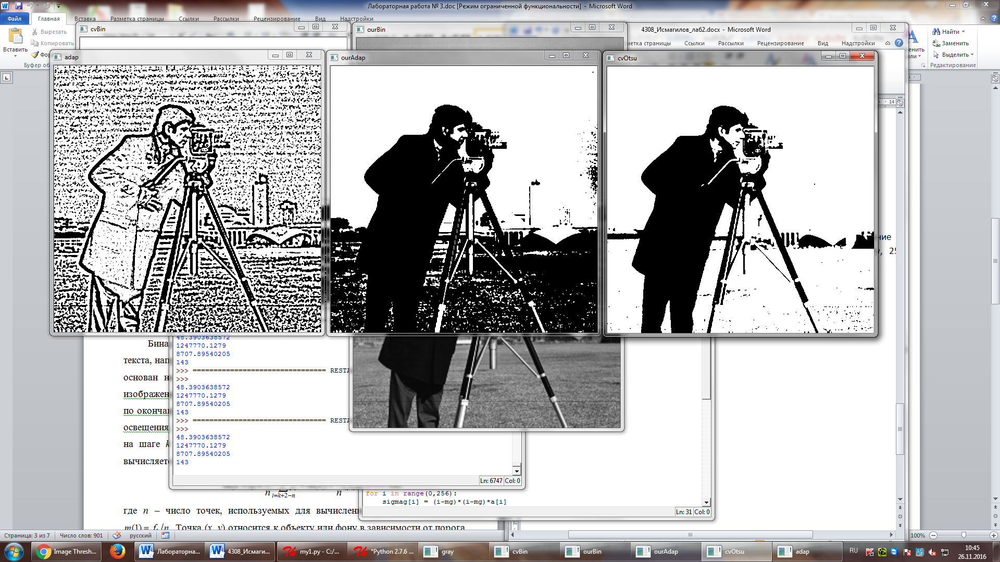 Лабораторная работа № 3.doc [Режим ограниченной функциональности] - Microsoft Word
Файл Главная Вставка Разметка страницы Ссылки Рассылки Рецензирование Вид Надстройки
Вставить
Вырезать
Копировать
Буфер об
cvBin
ourBin
4308_Исмагилов_ла62.docx - Microsoft Word
метка страницы Ссылки Рассылки Рецензирование Вид Надстройки
Найти
Заменить
Выделить
Редактирование
adap
ourAdap
cvOtsu
14
ние
у, 25
Бина
текста, нап
основан н
изображен
по оконча
освещения
на шаге k
вычисляет
n i=k+2−n n
где n – число точек, используемых для вычислен
m(1) = f₁/n. Точка (x, y) относится к объекту или фону в зависимости от порога
48.3903638572
1247770.1279
8707.89540205
143
>>> ================================ RESTA
>>>
48.3903638572
1247770.1279
8707.89540205
143
>>> ================================ RESTA
>>>
48.3903638572
1247770.1279
8707.89540205
143
Ln: 6747 Col: 0
for i in range(0,256):
sigmag[i] = (i-mg)*(i-mg)*a[i]
Ln: 31 Col: 0
Страница: 3 из 7 Число слов: 901 русский
100%
Image Thresh... Лабораторна... 4308_Исмаги... my1.py - C:/... *Python 2.7.6 ... gray cvBin ourBin ourAdap cvOtsu adap
RU
10:45
26.11.2016